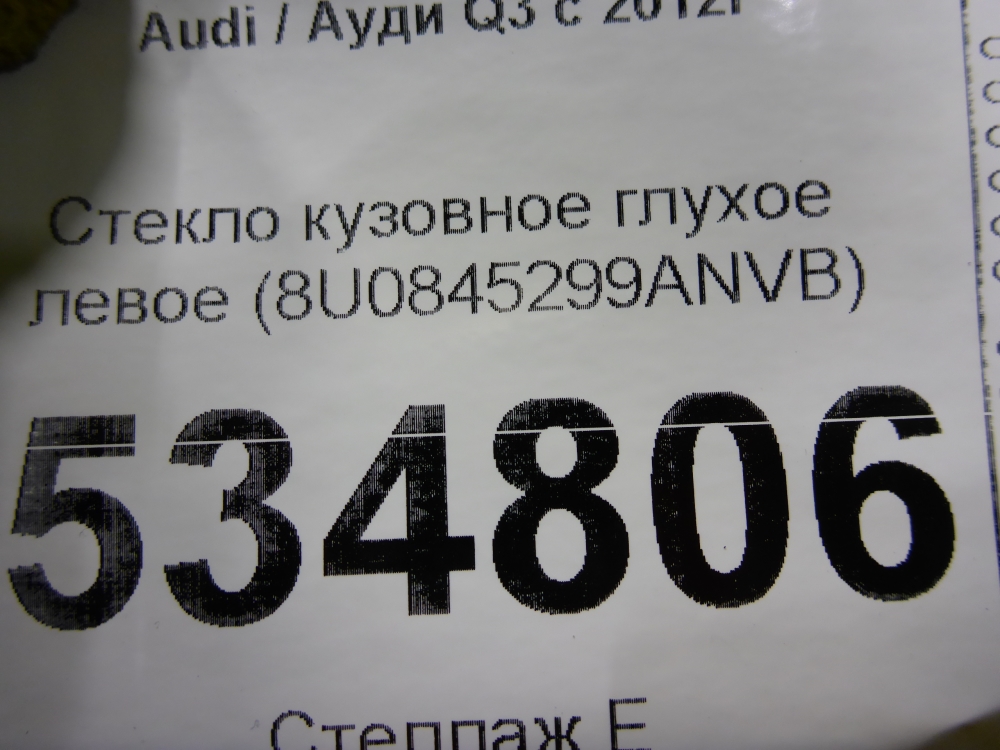 Audi / Ауди Q3 с 2012г
Стекло кузовное глухое
левое (8U0845299ANVB)
534806
Стеллаж Е